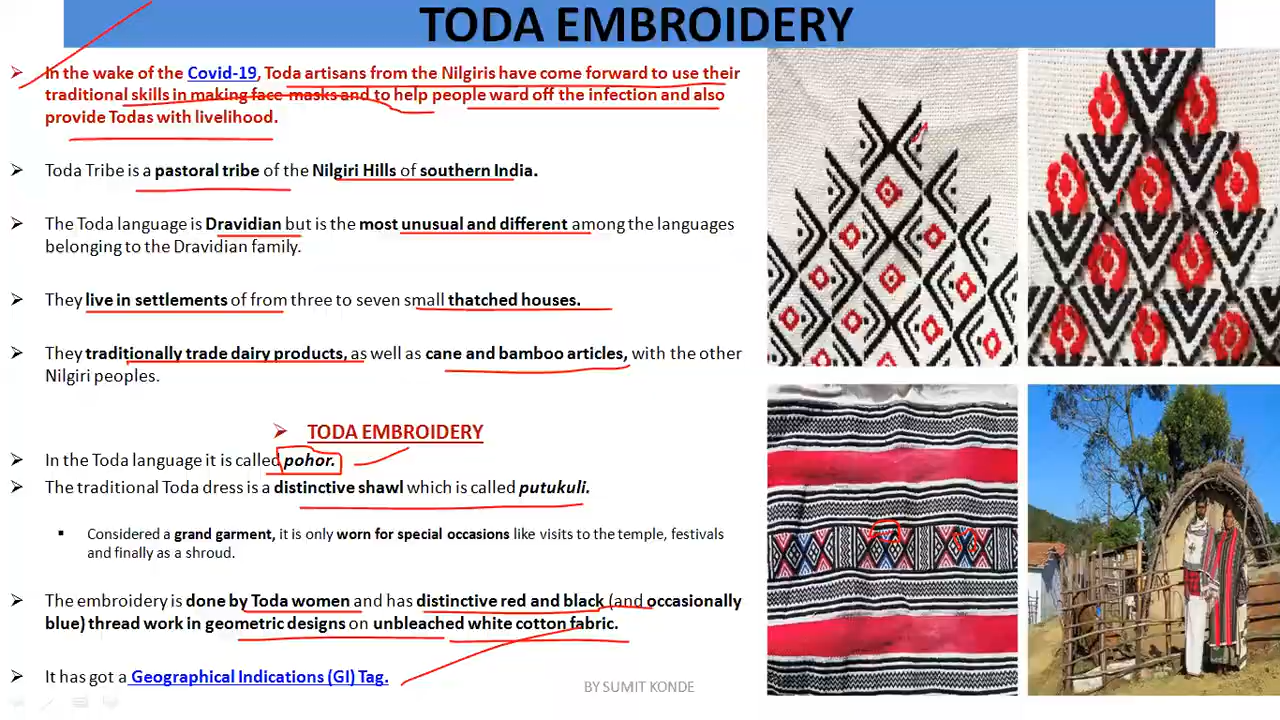 TODA EMBROIDERY
In the wake of the Covid-19, Toda artisans from the Nilgiris have come forward to use their
traditional skills in making face masks and to help people ward off the infection and also
provide Todas with livelihood.
Toda Tribe is a pastoral tribe of the Nilgiri Hills of southern India.
The Toda language is Dravidian but is the most unusual and different among the languages
belonging to the Dravidian family.
They live in settlements of from three to seven small thatched houses.
They traditionally trade dairy products, as well as cane and bamboo articles, with the other
Nilgiri peoples.
TODA EMBROIDERY
In the Toda language it is called pohor.
The traditional Toda dress is a distinctive shawl which is called putukuli.
Considered a grand garment, it is only worn for special occasions like visits to the temple, festivals
and finally as a shroud.
The embroidery is done by Toda women and has distinctive red and black (and occasionally
blue) thread work in geometric designs on unbleached white cotton fabric.
It has got a Geographical Indications (GI) Tag.
BY SUMIT KONDE